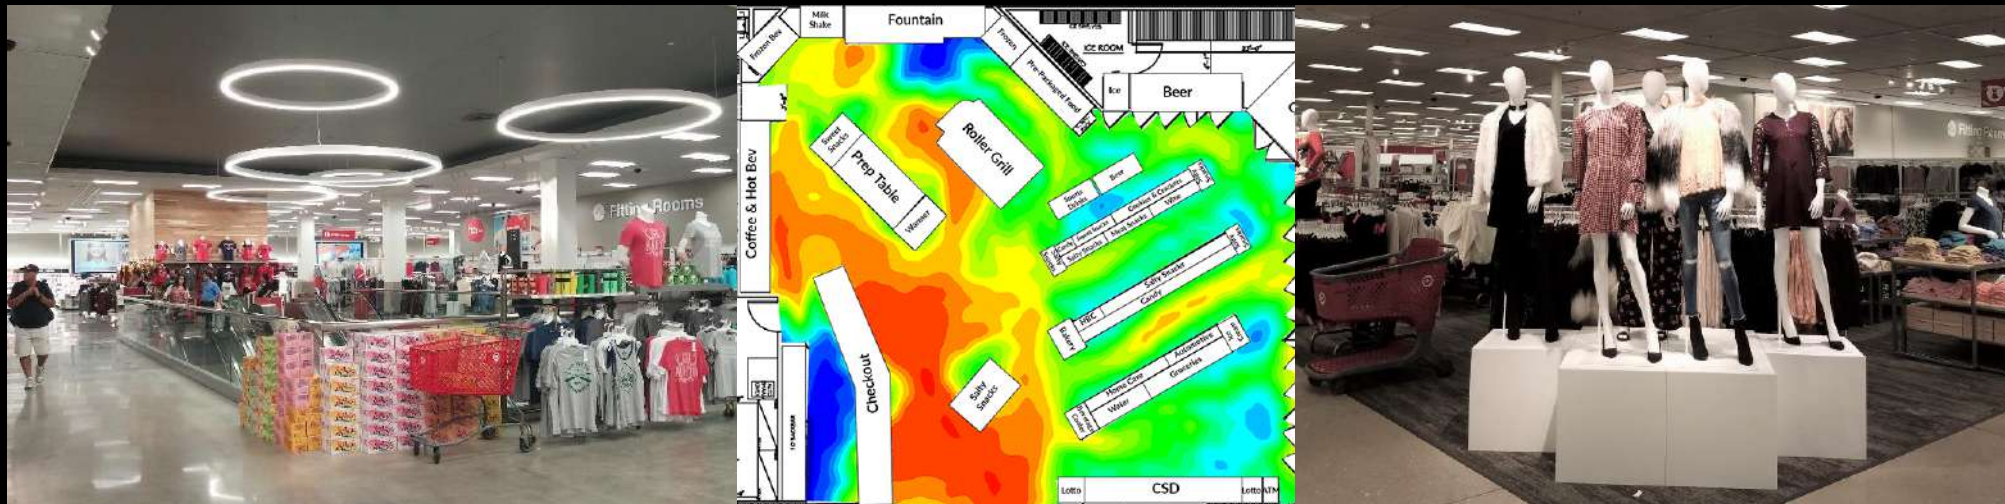 Fitting Rooms
Milk
Shake
Fountain
Frozen Bev
Frozen
Pre-Packaged Food
ICE ROOM
Ice
Beer
Coffee & Hot Bev
Sweet
Snacks
Prep Table
Warmer
Roller Grill
Sports
Drinks
Beer
Cookies & Crackers
Wine
Meat Snacks
Salty Snacks
Candy
Salty Snacks
Candy
HBC
Bakery
Automotive
Groceries
Home Care
Water
Checkout
Salty
Snacks
Lotto
CSD
Lotto
ATM
Fitting Rooms